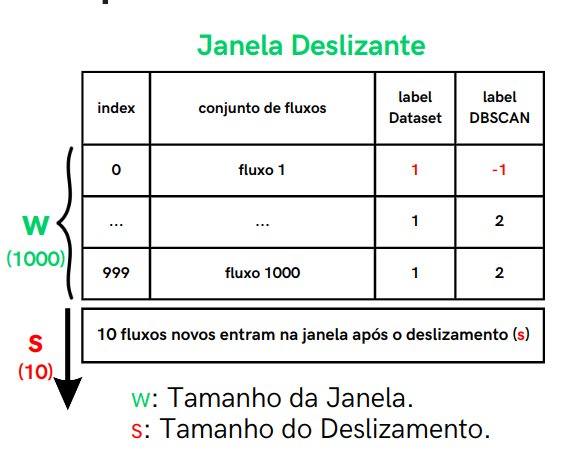 Janela Deslizante
index conjunto de fluxos label Dataset label DBSCAN
0 fluxo 1 1 -1
... ... 1 2
999 fluxo 1000 1 2
w
(1000)
10 fluxos novos entram na janela após o deslizamento (s)
s
(10)
w: Tamanho da Janela.
s: Tamanho do Deslizamento.